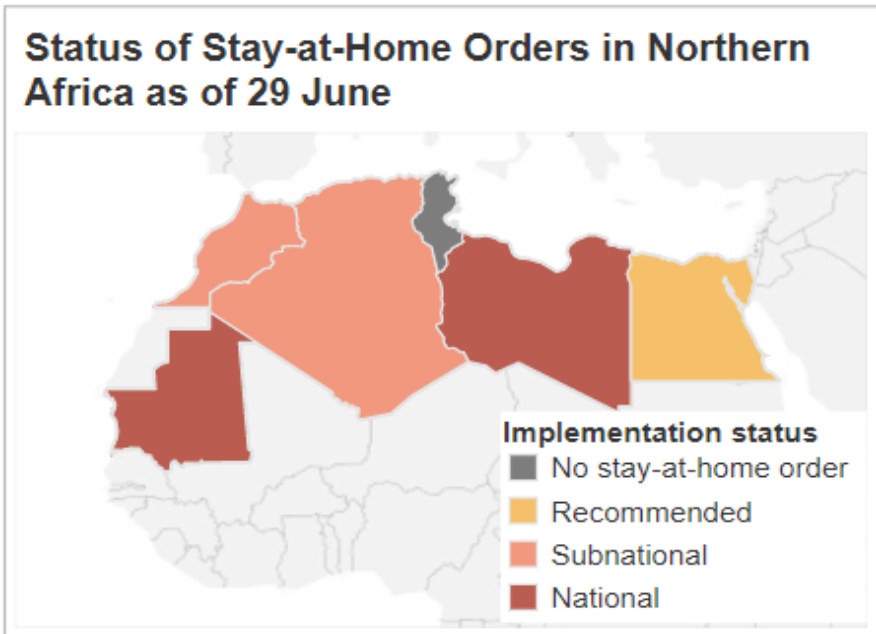 Status of Stay-at-Home Orders in Northern
Africa as of 29 June
Implementation status
No stay-at-home order
Recommended
Subnational
National